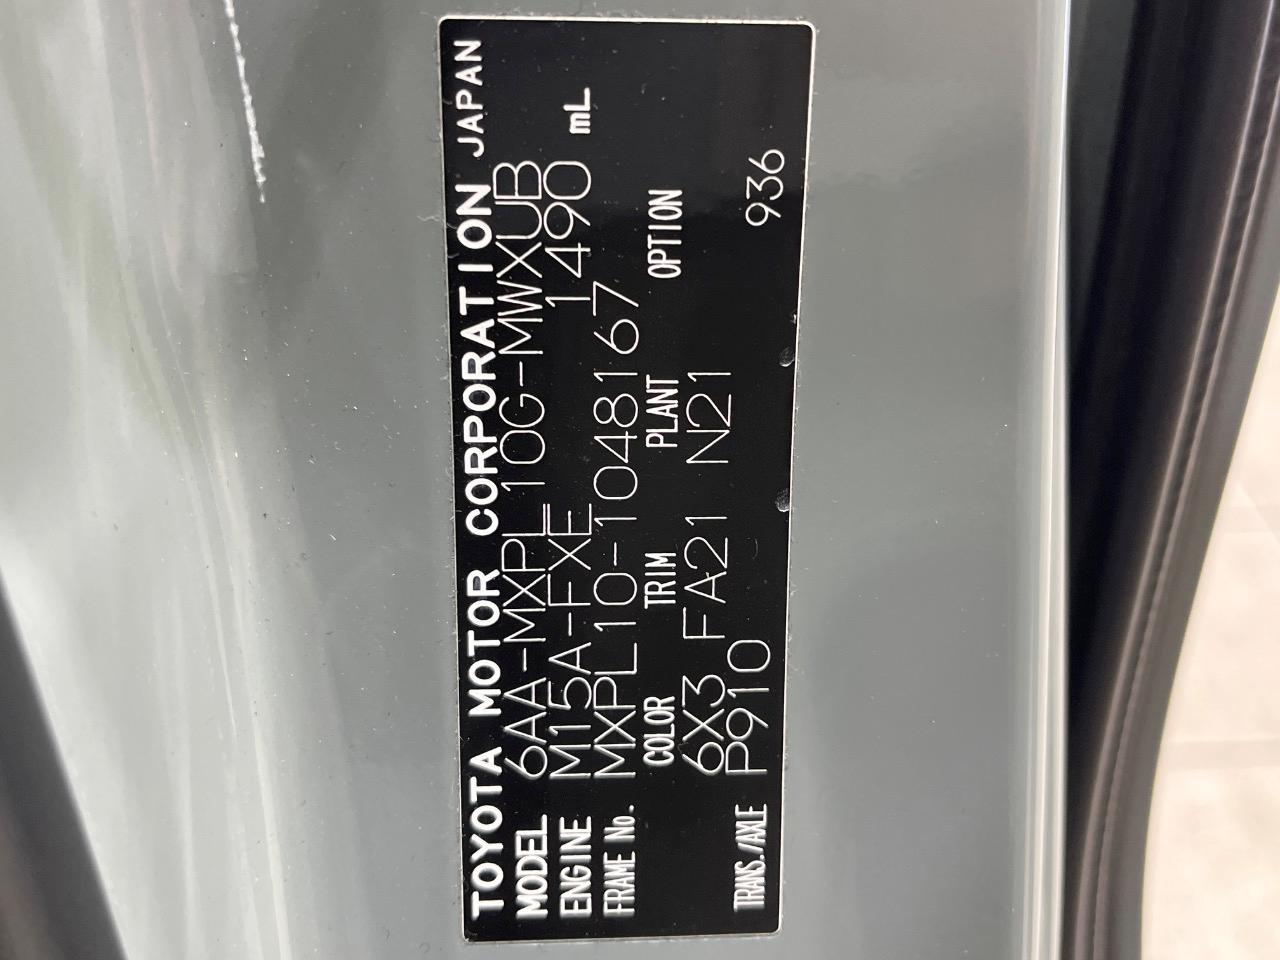 TOYOTA MOTOR CORPORATION JAPAN
MODEL 6AA-MXPL10G-MWXUB
ENGINE M15A-FXE 1490 mL
FRAME No. MXPL10-1048167
COLOR TRIM PLANT OPTION
6X3 FA21 N21
TRANS./AXLE P910
936